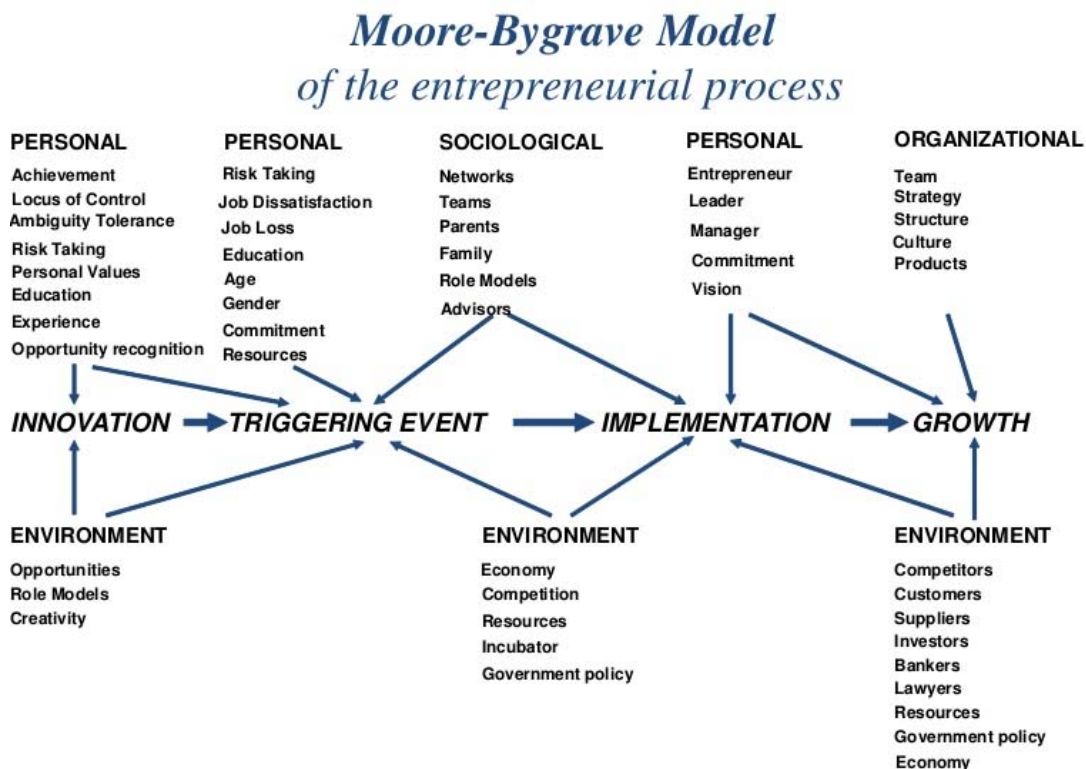 Moore-Bygrave Model
of the entrepreneurial process
PERSONAL
Achievement
Locus of Control
Ambiguity Tolerance
Risk Taking
Personal Values
Education
Experience
Opportunity recognition
PERSONAL
Risk Taking
Job Dissatisfaction
Job Loss
Education
Age
Gender
Commitment
Resources
SOCIOLOGICAL
Networks
Teams
Parents
Family
Role Models
Advisors
PERSONAL
Entrepreneur
Leader
Manager
Commitment
Vision
ORGANIZATIONAL
Team
Strategy
Structure
Culture
Products
INNOVATION
TRIGGERING EVENT
IMPLEMENTATION
GROWTH
ENVIRONMENT
Opportunities
Role Models
Creativity
ENVIRONMENT
Economy
Competition
Resources
Incubator
Government policy
ENVIRONMENT
Competitors
Customers
Suppliers
Investors
Bankers
Lawyers
Resources
Government policy
Economy